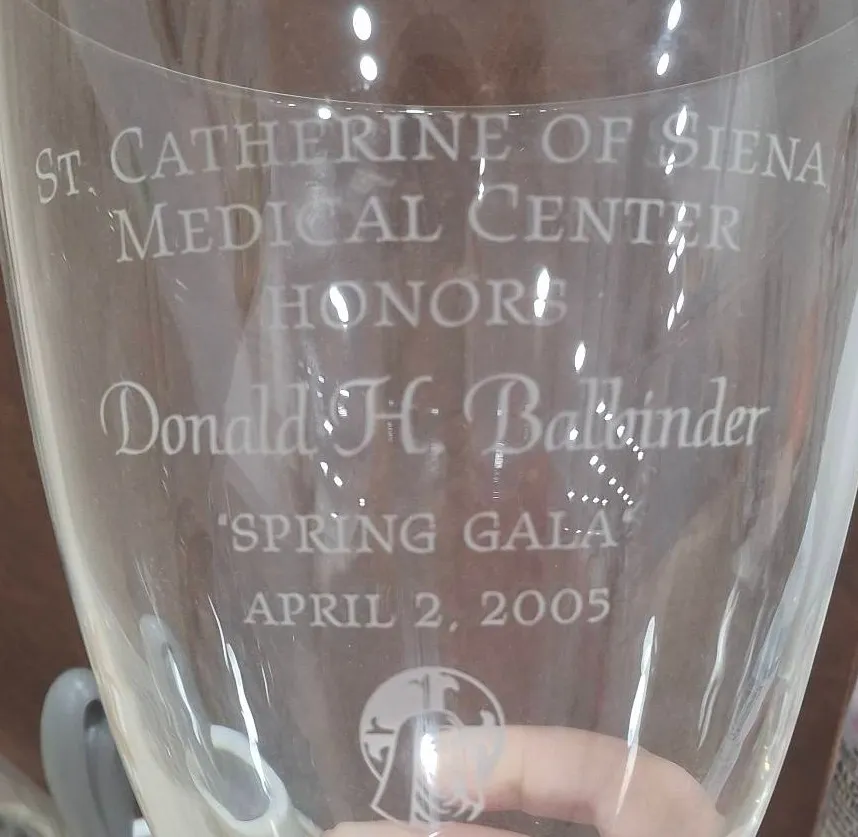 ST. CATHERINE OF SIENA
MEDICAL CENTER
HONORS
Donald H. Balbinder
"SPRING GALA"
APRIL 2, 2005